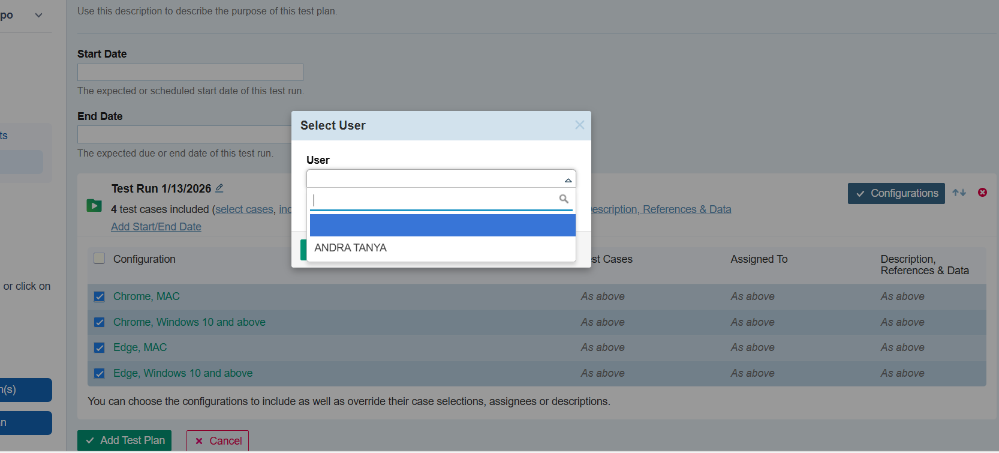 po
Use this description to describe the purpose of this test plan.
Start Date
The expected or scheduled start date of this test run.
End Date
The expected due or end date of this test run.
ts
Select User
User
ANDRA TANYA
Test Run 1/13/2026
4 test cases included (select cases, inc
escription, References & Data
Add Start/End Date
Configurations
Configuration
st Cases
Assigned To
Description,
References & Data
or click on
Chrome, MAC As above As above As above
Chrome, Windows 10 and above As above As above As above
Edge, MAC As above As above As above
Edge, Windows 10 and above As above As above As above
n(s)
You can choose the configurations to include as well as override their case selections, assignees or descriptions.
n
Add Test Plan
Cancel